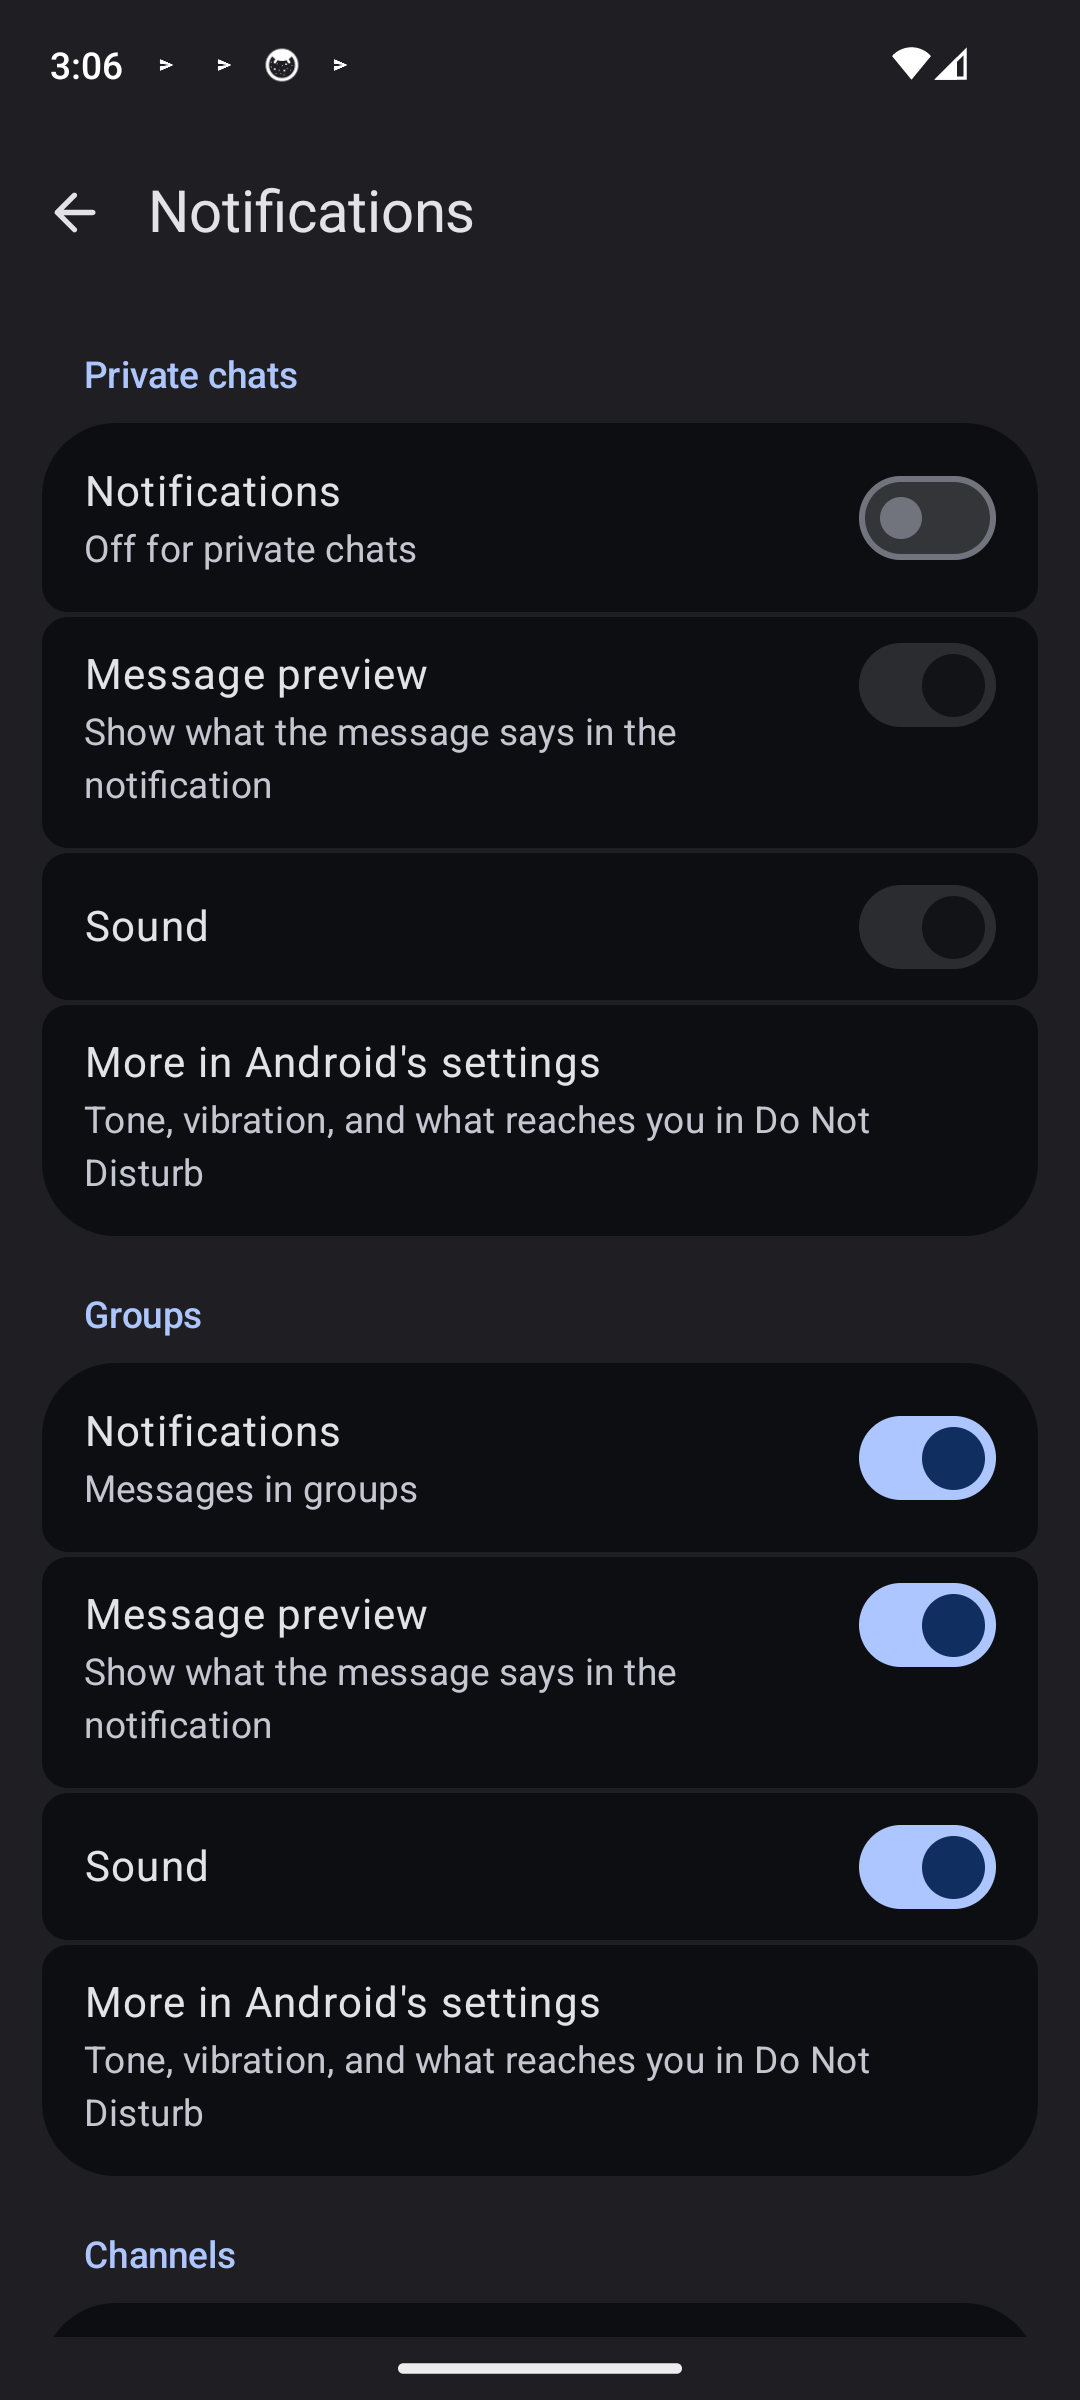 3:06
Notifications
Private chats
Notifications
Off for private chats
Message preview
Show what the message says in the
notification
Sound
More in Android's settings
Tone, vibration, and what reaches you in Do Not
Disturb
Groups
Notifications
Messages in groups
Message preview
Show what the message says in the
notification
Sound
More in Android's settings
Tone, vibration, and what reaches you in Do Not
Disturb
Channels